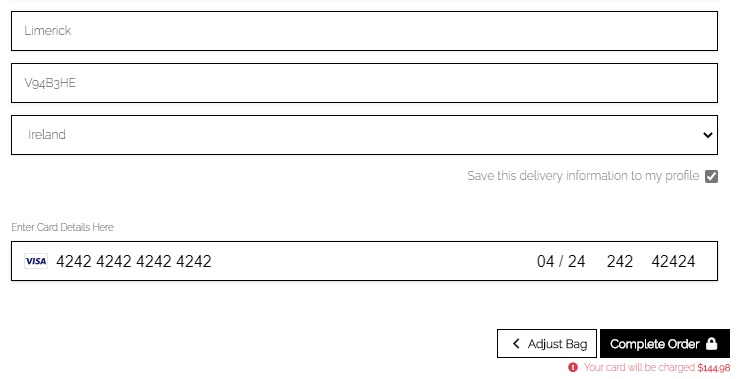 Limerick
V94B3HE
Ireland
Save this delivery information to my profile
Enter Card Details Here
VISA 4242 4242 4242 4242 04 / 24 242 42424
Adjust Bag Complete Order
Your card will be charged $144.98